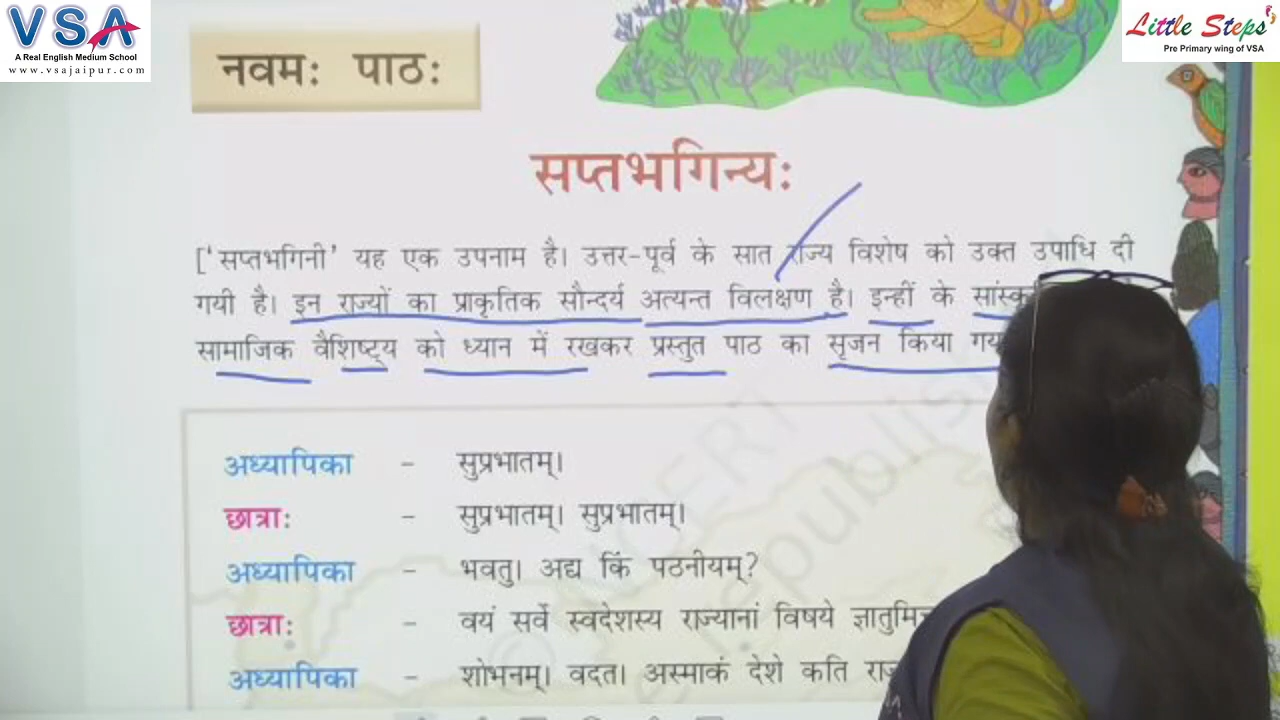 VSA
A Real English Medium School
www.vsajaipur.com
Little Steps
Pre Primary wing of VSA
नवमः पाठः
सप्तभगिन्यः
['सप्तभगिनी' यह एक उपनाम है। उत्तर-पूर्व के सात राज्य विशेष को उक्त उपाधि दी
गयी है। इन राज्यों का प्राकृतिक सौन्दर्य अत्यन्त विलक्षण है। इन्हीं के
सामाजिक वैशिष्ट्य को ध्यान में रखकर प्रस्तुत पाठ का सृजन किया
अध्यापिका - सुप्रभातम्।
छात्राः - सुप्रभातम्। सुप्रभातम्।
अध्यापिका - भवतु। अद्य किं पठनीयम्?
छात्राः - वयं सर्वे स्वदेशस्य राज्यानां विषये
अध्यापिका - शोभनम्। वदत। अस्माकं देशे कति